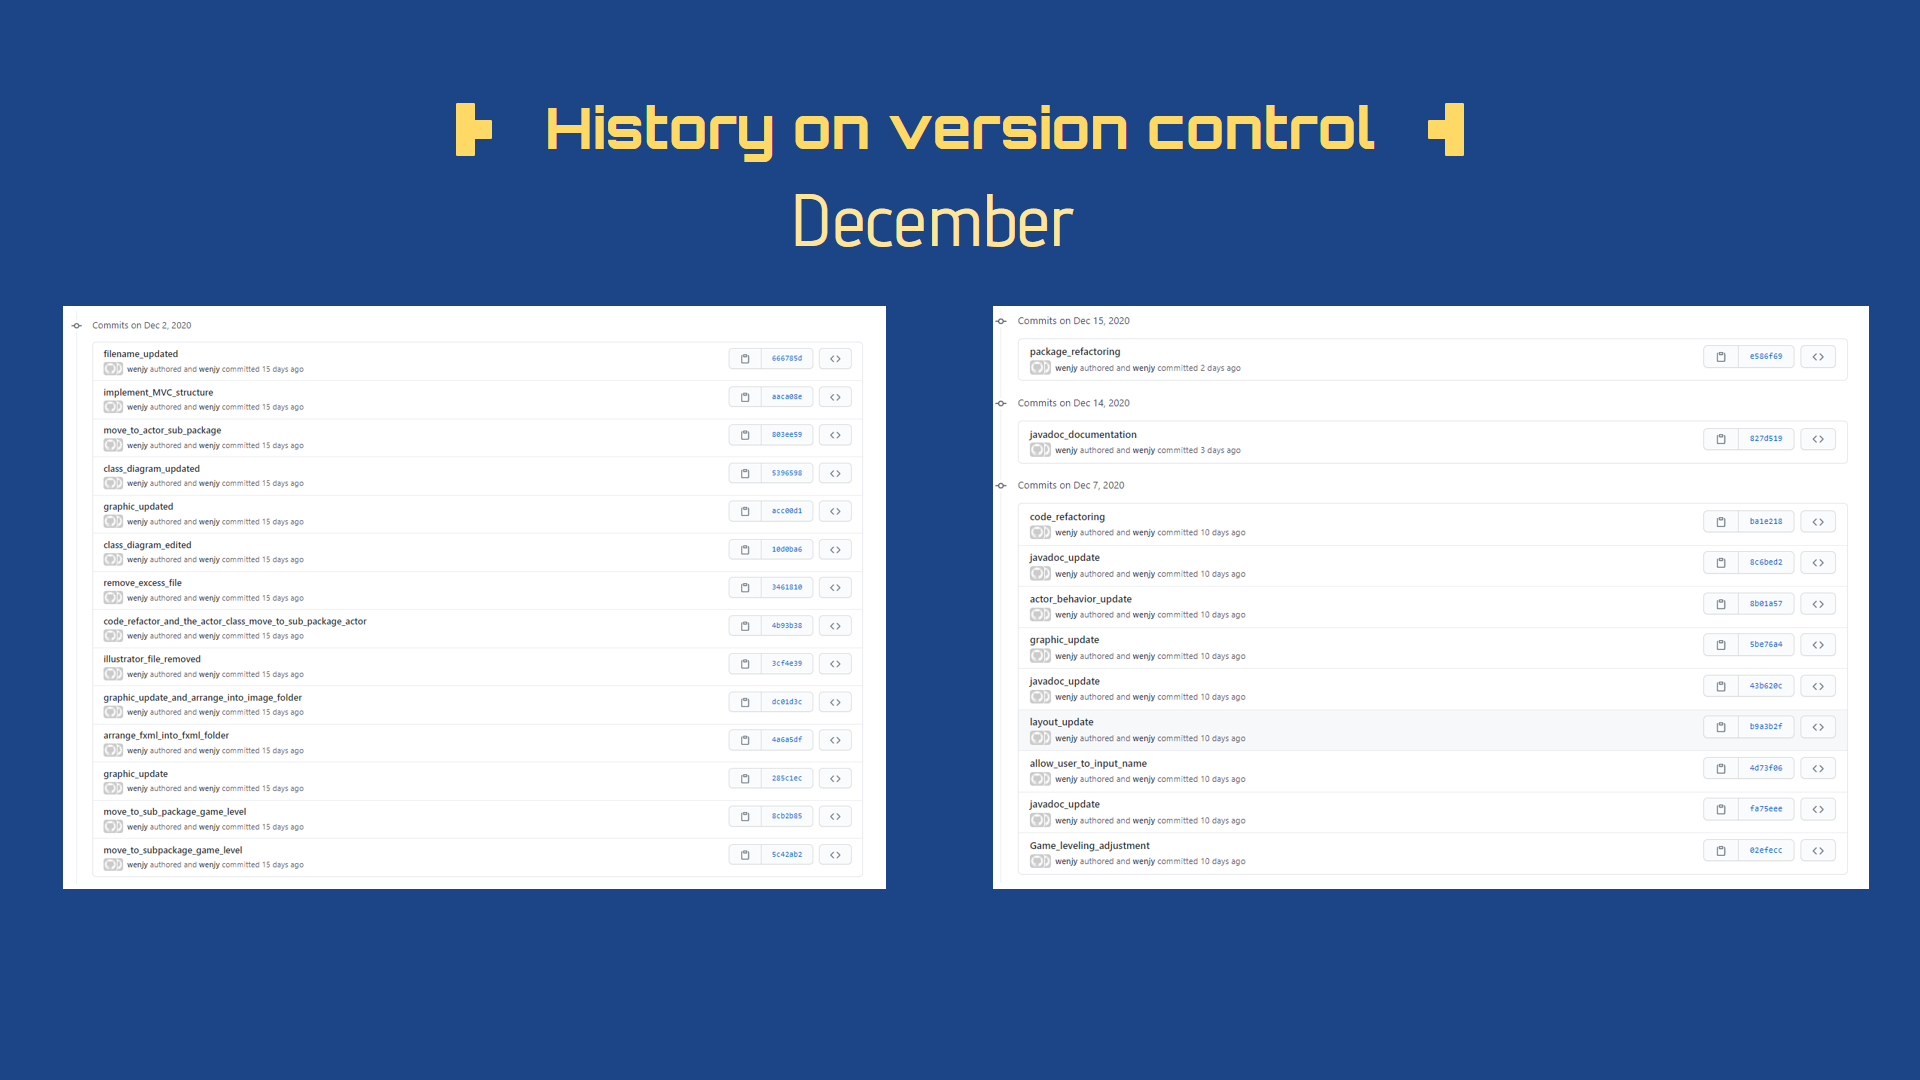 History on version control
December
Commits on Dec 2, 2020
filename_updated
666785d
wenjy authored and wenjy committed 15 days ago
implement_MVC_structure
aaca08e
wenjy authored and wenjy committed 15 days ago
move_to_actor_sub_package
803ee59
wenjy authored and wenjy committed 15 days ago
class_diagram_updated
5396598
wenjy authored and wenjy committed 15 days ago
graphic_updated
acc00d1
wenjy authored and wenjy committed 15 days ago
class_diagram_edited
10d0ba6
wenjy authored and wenjy committed 15 days ago
remove_excess_file
3461810
wenjy authored and wenjy committed 15 days ago
code_refactor_and_the_actor_class_move_to_sub_package_actor
4b93b38
wenjy authored and wenjy committed 15 days ago
illustrator_file_removed
3cf4e39
wenjy authored and wenjy committed 15 days ago
graphic_update_and_arrange_into_image_folder
dc01d3c
wenjy authored and wenjy committed 15 days ago
arrange_fxml_into_fxml_folder
4a6a5df
wenjy authored and wenjy committed 15 days ago
graphic_update
285c1ec
wenjy authored and wenjy committed 15 days ago
move_to_sub_package_game_level
8cb2b85
wenjy authored and wenjy committed 15 days ago
move_to_subpackage_game_level
5c42ab2
wenjy authored and wenjy committed 15 days ago
Commits on Dec 15, 2020
package_refactoring
e586f69
wenjy authored and wenjy committed 2 days ago
Commits on Dec 14, 2020
javadoc_documentation
827d519
wenjy authored and wenjy committed 3 days ago
Commits on Dec 7, 2020
code_refactoring
ba1e218
wenjy authored and wenjy committed 10 days ago
javadoc_update
8c6bed2
wenjy authored and wenjy committed 10 days ago
actor_behavior_update
8b01a57
wenjy authored and wenjy committed 10 days ago
graphic_update
5be76a4
wenjy authored and wenjy committed 10 days ago
javadoc_update
43b620c
wenjy authored and wenjy committed 10 days ago
layout_update
b9a3b2f
wenjy authored and wenjy committed 10 days ago
allow_user_to_input_name
4d73f06
wenjy authored and wenjy committed 10 days ago
javadoc_update
fa75eee
wenjy authored and wenjy committed 10 days ago
Game_leveling_adjustment
02efecc
wenjy authored and wenjy committed 10 days ago